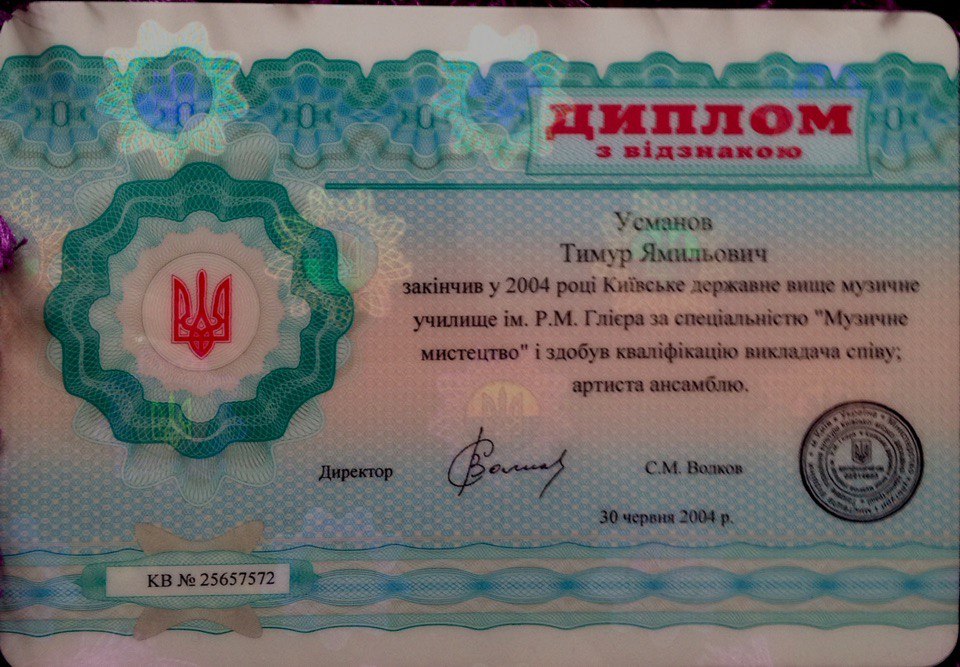 ДИПЛОМ
з відзнакою
Усманов
Тимур Ямильович
закінчив у 2004 році Київське державне вище музичне
училище ім. Р.М. Глієра за спеціальністю "Музичне
мистецтво" і здобув кваліфікацію викладача співу;
артиста ансамблю.
Директор
С.М. Волков
30 червня 2004 р.
КВ № 25657572